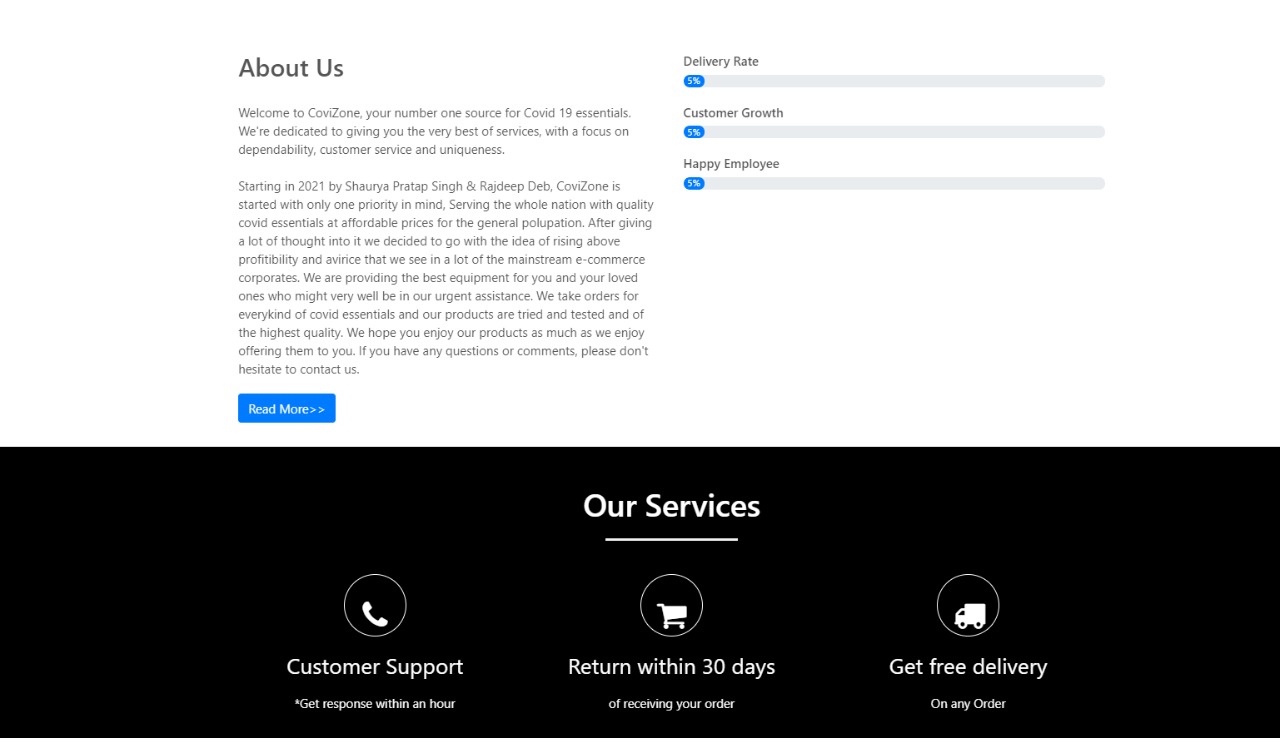 About Us
Welcome to CoviZone, your number one source for Covid 19 essentials.
We're dedicated to giving you the very best of services, with a focus on
dependability, customer service and uniqueness.
Starting in 2021 by Shaurya Pratap Singh & Rajdeep Deb, CoviZone is
started with only one priority in mind, Serving the whole nation with quality
covid essentials at affordable prices for the general polupation. After giving
a lot of thought into it we decided to go with the idea of rising above
profitibility and avirice that we see in a lot of the mainstream e-commerce
corporates. We are providing the best equipment for you and your loved
ones who might very well be in our urgent assistance. We take orders for
everykind of covid essentials and our products are tried and tested and of
the highest quality. We hope you enjoy our products as much as we enjoy
offering them to you. If you have any questions or comments, please don't
hesitate to contact us.
Read More>>
Delivery Rate
5%
Customer Growth
5%
Happy Employee
5%
Our Services
Customer Support
*Get response within an hour
Return within 30 days
of receiving your order
Get free delivery
On any Order